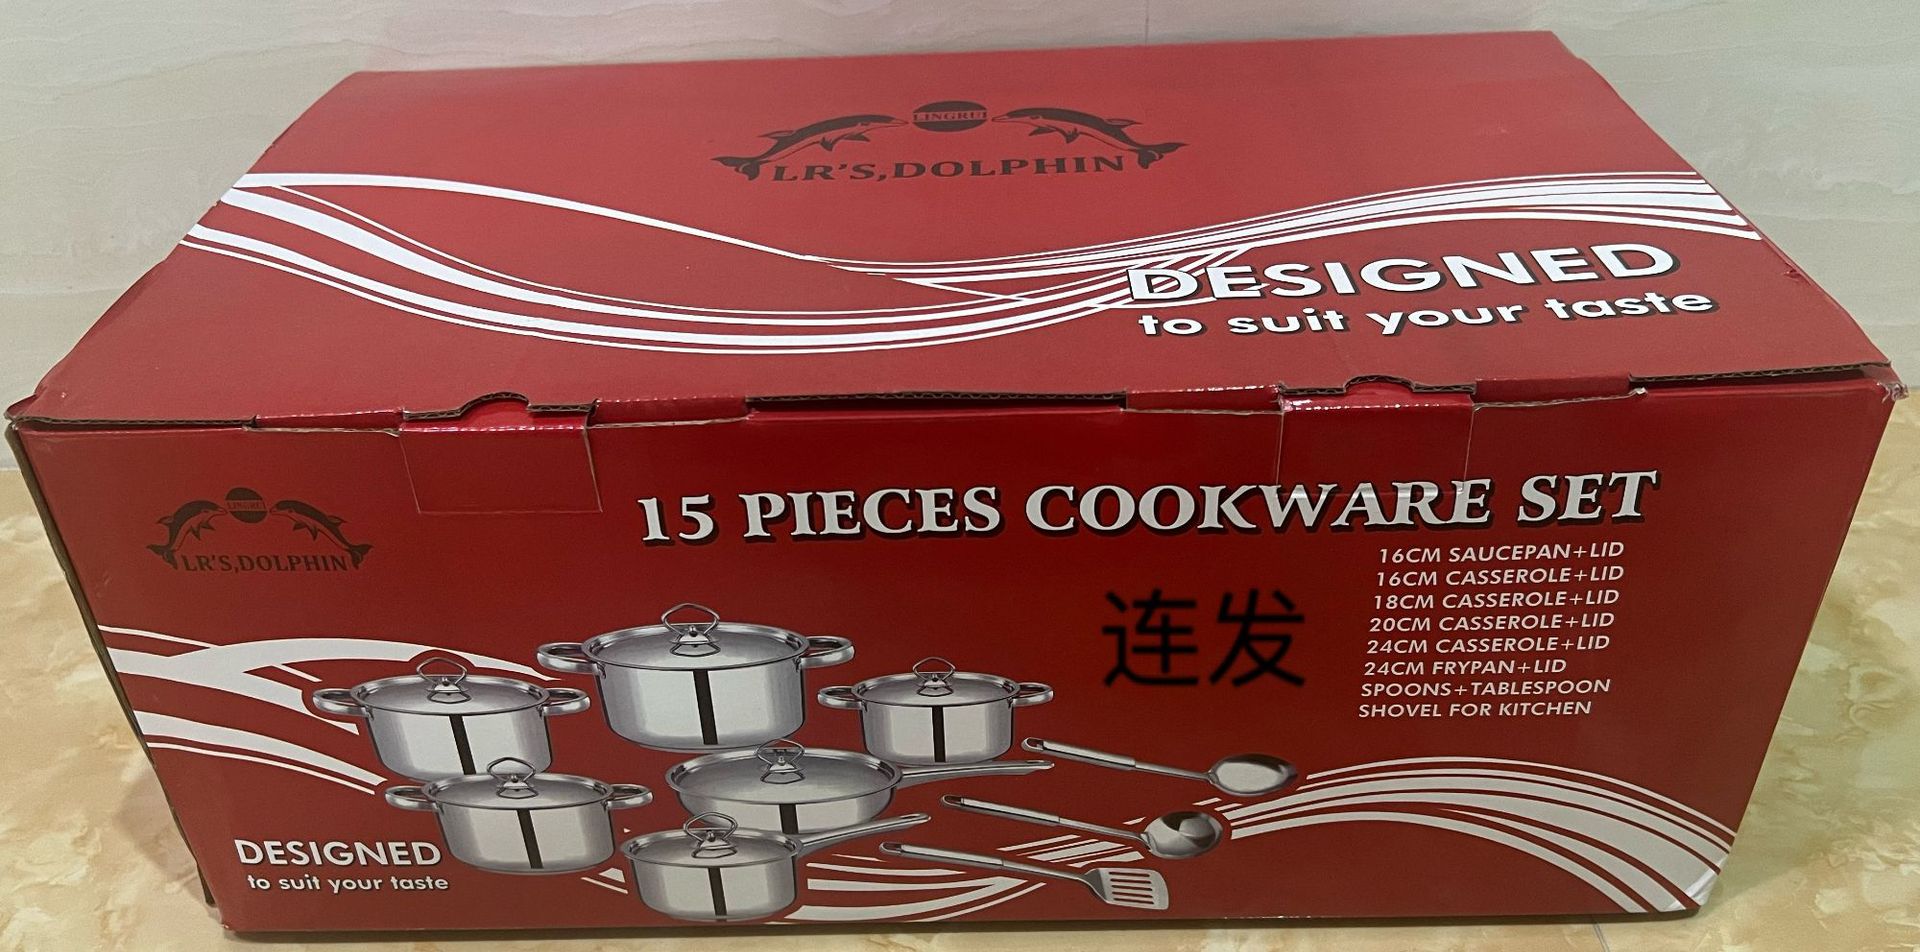 LINGRUI
LR'S,DOLPHIN
DESIGNED
to suit your taste
LINGRUI
LR'S,DOLPHIN
15 PIECES COOKWARE SET
16CM SAUCEPAN+LID
16CM CASSEROLE+LID
18CM CASSEROLE+LID
20CM CASSEROLE+LID
24CM CASSEROLE+LID
24CM FRYPAN+LID
SPOONS+TABLESPOON
SHOVEL FOR KITCHEN
连发
DESIGNED
to suit your taste